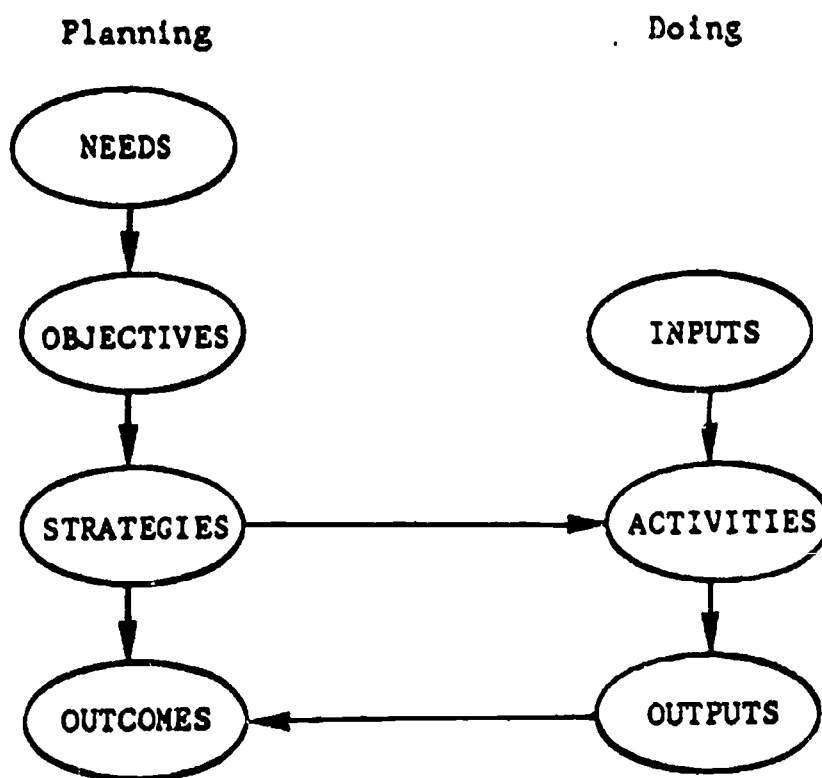 Planning
Doing
NEEDS
OBJECTIVES
INPUTS
STRATEGIES
ACTIVITIES
OUTCOMES
OUTPUTS